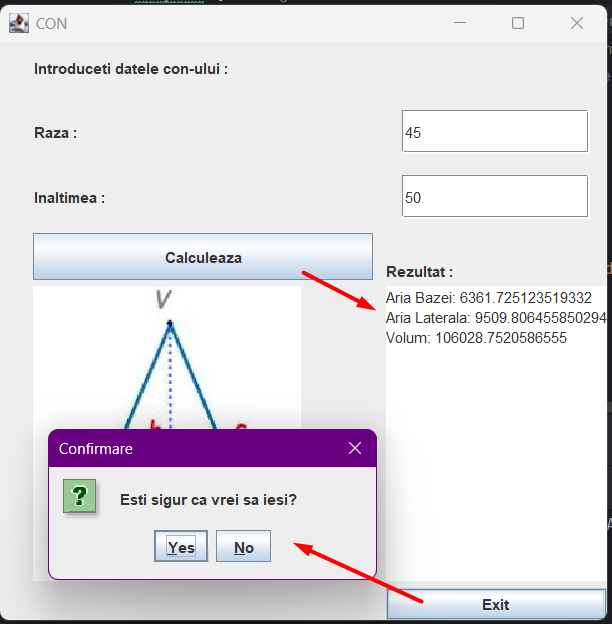 CON
Introduceti datele con-ului :
Raza :
45
Inaltimea :
50
Calculeaza
Rezultat :
Aria Bazei: 6361.725123519332
Aria Laterala: 9509.806455850294
Volum: 106028.7520586555
V
Confirmare
? Esti sigur ca vrei sa iesi?
Yes No
Exit